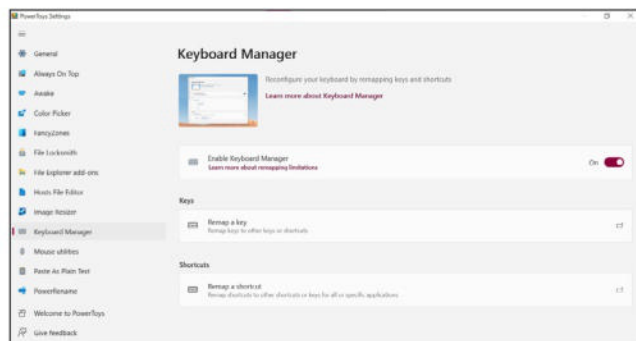 PowerToys Settings
General
Always On Top
Awake
Color Picker
FancyZones
File Locksmith
File Explorer add-ons
Hosts File Editor
Image Resizer
Keyboard Manager
Mouse utilities
Paste As Plain Text
PowerRename
Welcome to PowerToys
Give feedback
Keyboard Manager
Reconfigure your keyboard by remapping keys and shortcuts
Learn more about Keyboard Manager
Enable Keyboard Manager
Learn more about remapping limitations
On
Keys
Remap a key
Remap keys to other keys or shortcuts
Shortcuts
Remap a shortcut
Remap shortcuts to other shortcuts or keys for all or specific applications